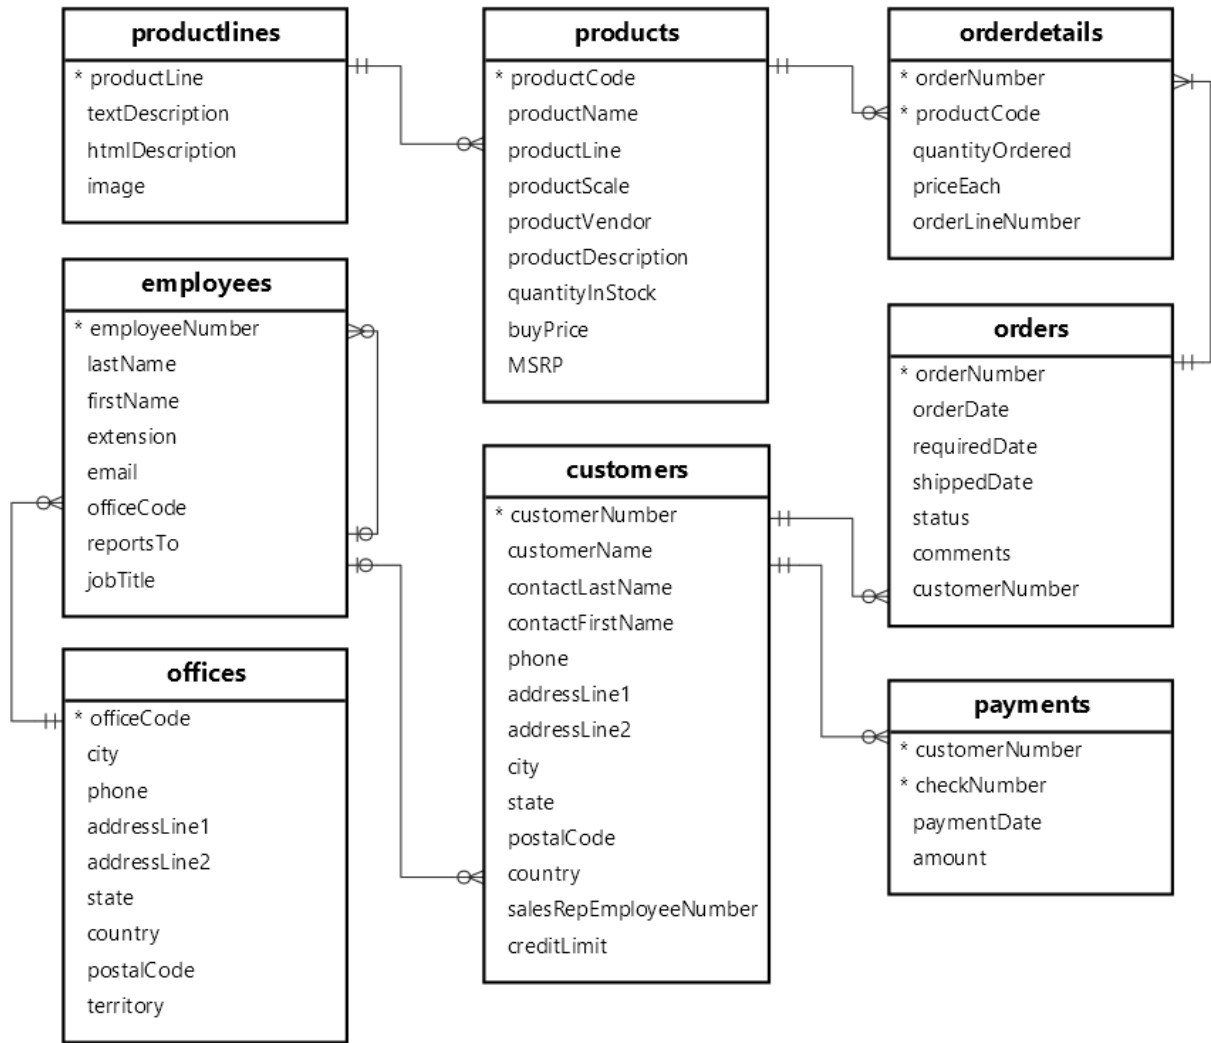 productlines
* productLine
textDescription
htmlDescription
image
products
* productCode
productName
productLine
productScale
productVendor
productDescription
quantityInStock
buyPrice
MSRP
orderdetails
* orderNumber
* productCode
quantityOrdered
priceEach
orderLineNumber
employees
* employeeNumber
lastName
firstName
extension
email
officeCode
reportsTo
jobTitle
customers
* customerNumber
customerName
contactLastName
contactFirstName
phone
addressLine1
addressLine2
city
state
postalCode
country
salesRepEmployeeNumber
creditLimit
orders
* orderNumber
orderDate
requiredDate
shippedDate
status
comments
customerNumber
offices
* officeCode
city
phone
addressLine1
addressLine2
state
country
postalCode
territory
payments
* customerNumber
* checkNumber
paymentDate
amount